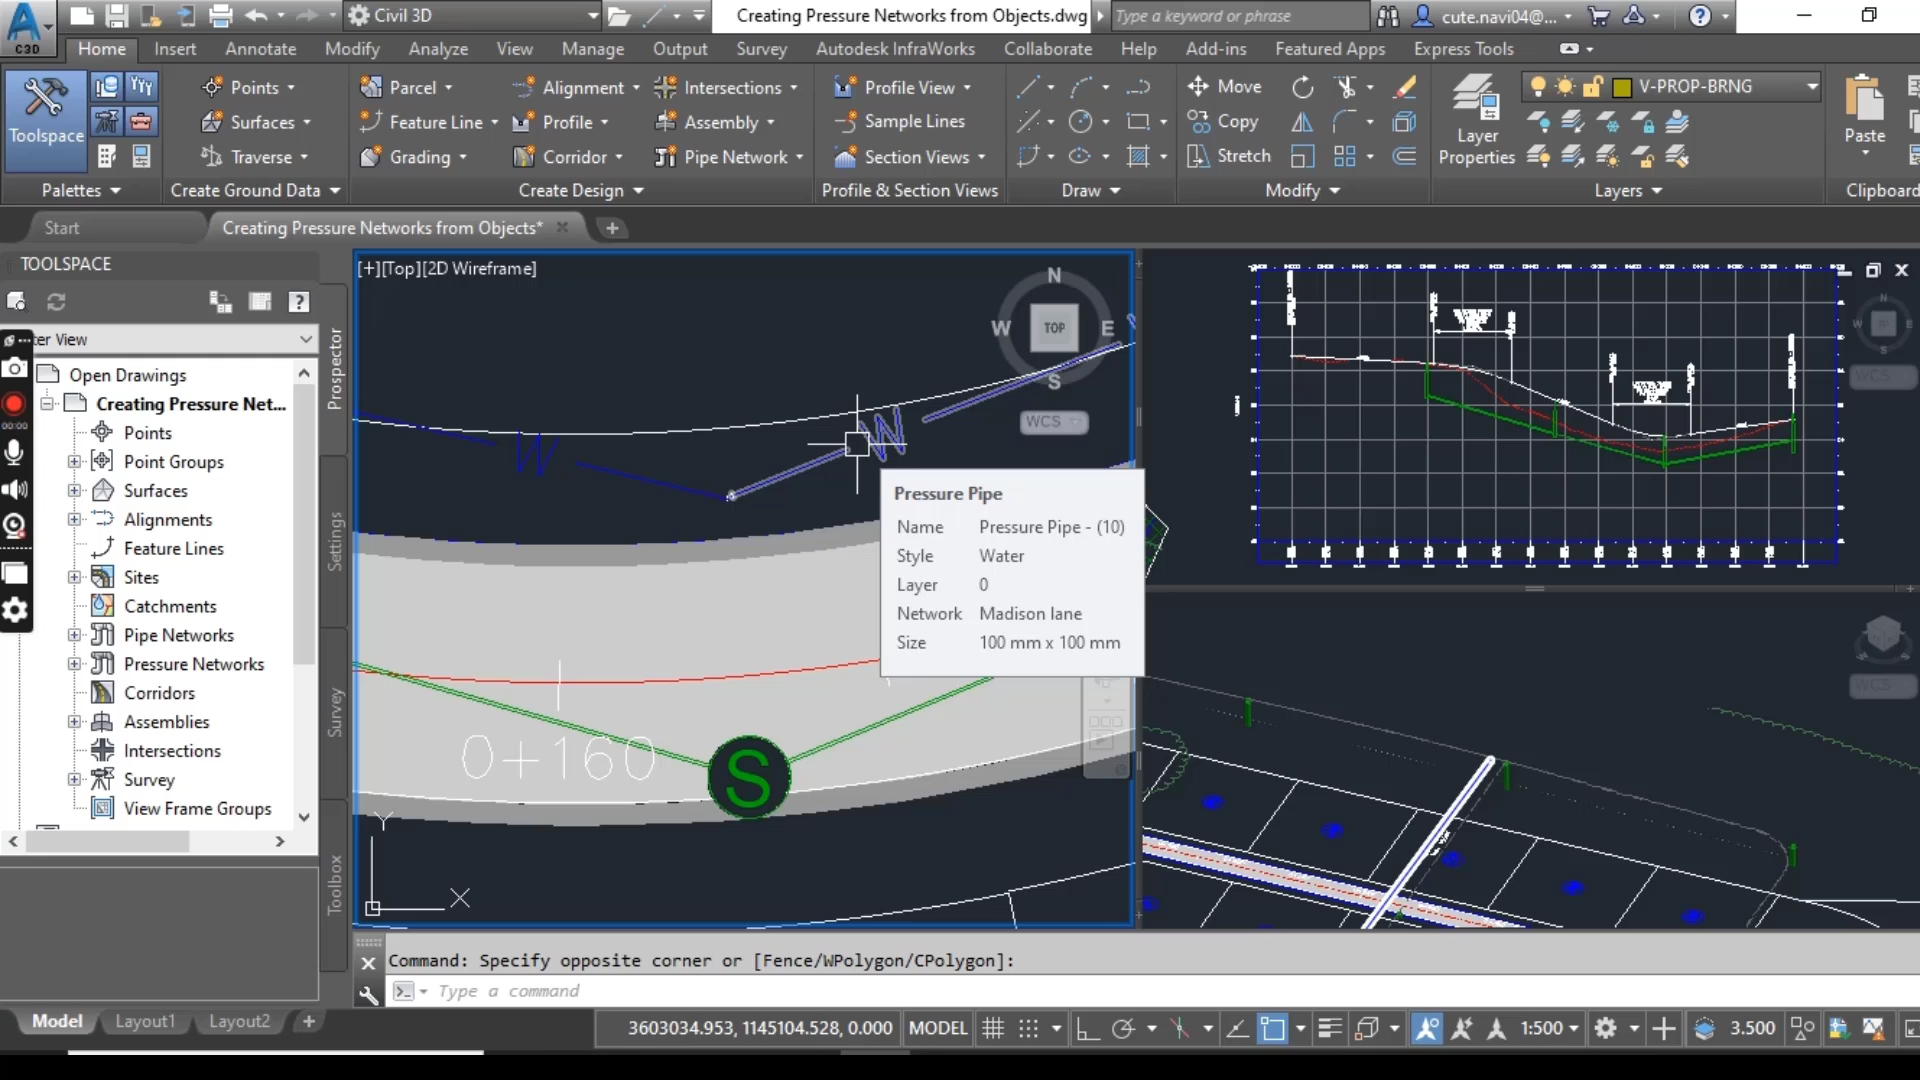 C3D
Civil 3D
Creating Pressure Networks from Objects.dwg
Type a keyword or phrase
cute.navi04@...
Home Insert Annotate Modify Analyze View Manage Output Survey Autodesk InfraWorks Collaborate Help Add-ins Featured Apps Express Tools
Points Parcel Alignment Intersections Profile View Move V-PROP-BRNG
Toolspace Surfaces Feature Line Profile Assembly Sample Lines Copy Layer Properties Paste
Traverse Grading Corridor Pipe Network Section Views Stretch
Palettes Create Ground Data Create Design Profile & Section Views Draw Modify Layers Clipboard
Start Creating Pressure Networks from Objects*
TOOLSPACE
[+][Top][2D Wireframe]
N
W TOP E
S
WCS
Prospector
Settings
Survey
Toolbox
Open Drawings
Creating Pressure Net...
Points
Point Groups
Surfaces
Alignments
Feature Lines
Sites
Catchments
Pipe Networks
Pressure Networks
Corridors
Assemblies
Intersections
Survey
View Frame Groups
00:00
W W
Pressure Pipe
Name Pressure Pipe - (10)
Style Water
Layer 0
Network Madison lane
Size 100 mm x 100 mm
0+160
S
Y
X
WCS
WCS
Command: Specify opposite corner or [Fence/WPolygon/CPolygon]:
Type a command
Model Layout1 Layout2
3603034.953, 1145104.528, 0.000 MODEL 1:500 3.500